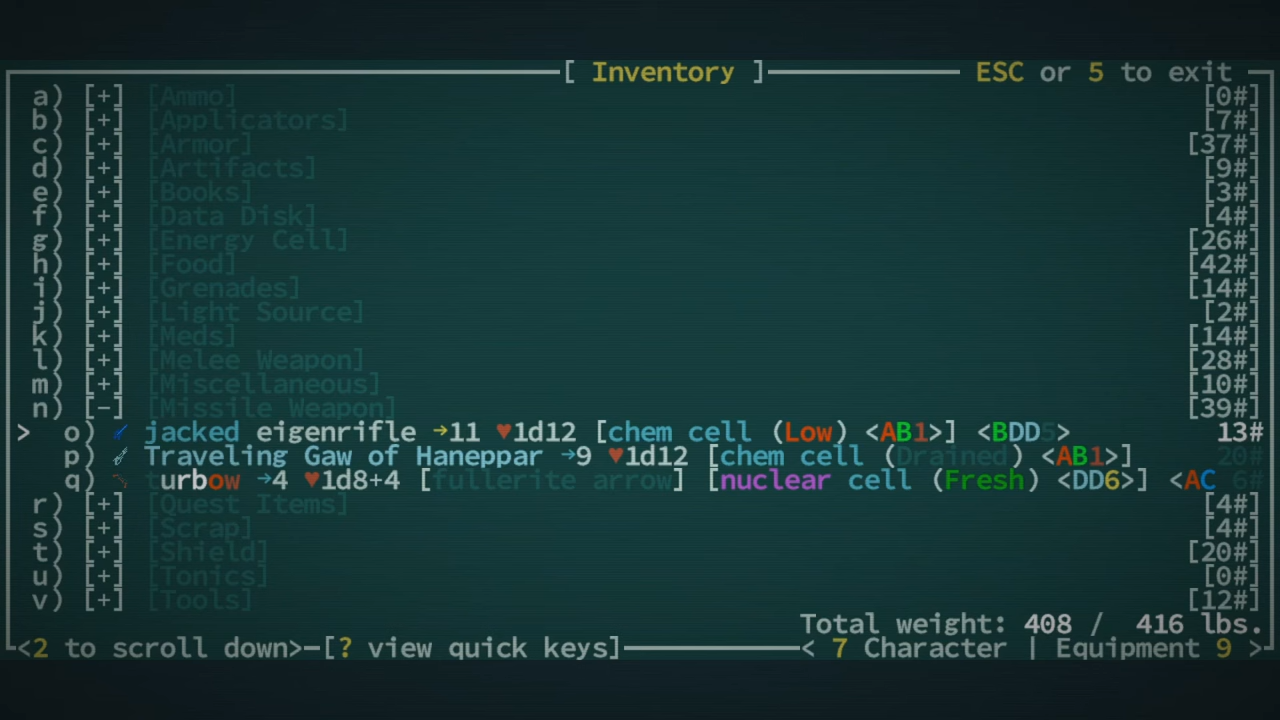 [ Inventory ] ESC or 5 to exit
a) [+] [Ammo] [0#]
b) [+] [Applicators] [7#]
c) [+] [Armor] [37#]
d) [+] [Artifacts] [9#]
e) [+] [Books] [3#]
f) [+] [Data Disk] [4#]
g) [+] [Energy Cell] [26#]
h) [+] [Food] [42#]
i) [+] [Grenades] [14#]
j) [+] [Light Source] [2#]
k) [+] [Meds] [14#]
l) [+] [Melee Weapon] [28#]
m) [+] [Miscellaneous] [10#]
n) [-] [Missile Weapon] [39#]
> o) jacked eigenrifle →11 ♥1d12 [chem cell (Low) <AB1>] <BDD5> 13#
p) Traveling Gaw of Haneppar →9 ♥1d12 [chem cell (Drained) <AB1>] 20#
q) turbow →4 ♥1d8+4 [fullerite arrow] [nuclear cell (Fresh) <DD6>] <AC 6#
r) [+] [Quest Items] [4#]
s) [+] [Scrap] [4#]
t) [+] [Shield] [20#]
u) [+] [Tonics] [0#]
v) [+] [Tools] [12#]
Total weight: 408 / 416 lbs.
<2 to scroll down> [? view quick keys] < 7 Character | Equipment 9 >